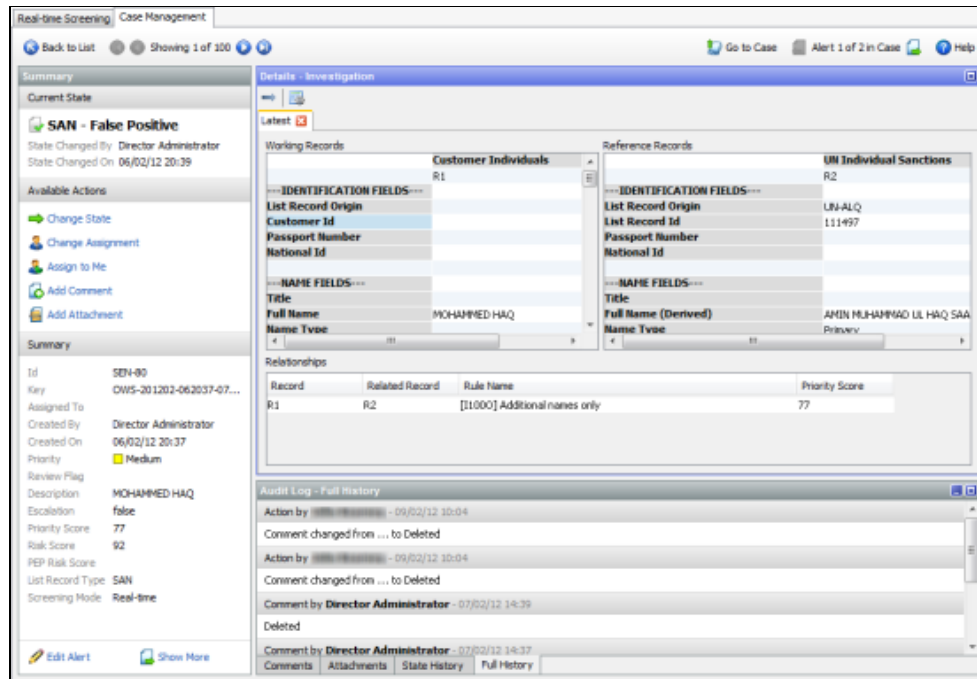 Real-time Screening Case Management
Back to List Showing 1 of 100 Go to Case Alert 1 of 2 in Case Help
Summary
Current State
SAN - False Positive
State Changed By Director Administrator
State Changed On 06/02/12 20:39
Available Actions
Change State
Change Assignment
Assign to Me
Add Comment
Add Attachment
Summary
Id SEN-80
Key OWS-201202-062037-07...
Assigned To
Created By Director Administrator
Created On 06/02/12 20:37
Priority Medium
Review Flag
Description MOHAMMED HAQ
Escalation false
Priority Score 77
Risk Score 92
PEP Risk Score
List Record Type SAN
Screening Mode Real-time
Edit Alert Show More
Details - Investigation
Latest
Working Records
Customer Individuals
R1
---IDENTIFICATION FIELDS---
List Record Origin
Customer Id
Passport Number
National Id
---NAME FIELDS---
Title
Full Name MOHAMMED HAQ
Name Type
Reference Records
UN Individual Sanctions
R2
---IDENTIFICATION FIELDS---
List Record Origin UN-ALQ
List Record Id 111497
Passport Number
National Id
---NAME FIELDS---
Title
Full Name (Derived) AMIN MUHAMMAD UL HAQ SAA
Name Type Primary
Relationships
Record Related Record Rule Name Priority Score
R1 R2 [I1000] Additional names only 77
Audit Log - Full History
Action by - 09/02/12 10:04
Comment changed from ... to Deleted
Action by - 09/02/12 10:04
Comment changed from ... to Deleted
Comment by Director Administrator - 07/02/12 14:39
Deleted
Comment by Director Administrator - 07/02/12 14:37
Comments Attachments State History Full History